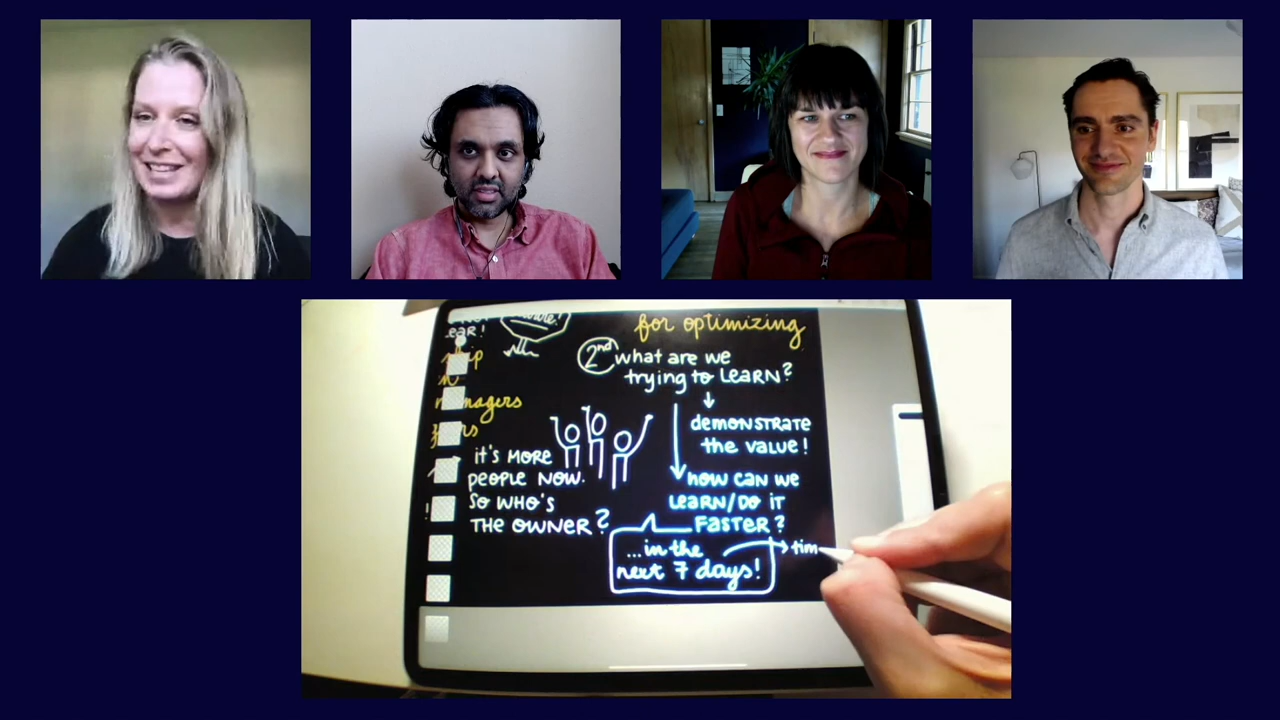 for optimizing
2nd what are we
trying to LEARN?
demonstrate
the value!
how can we
LEARN/DO IT
FASTER?
...in the
next 7 days!
tim
it's more
people now.
So who's
the owner?